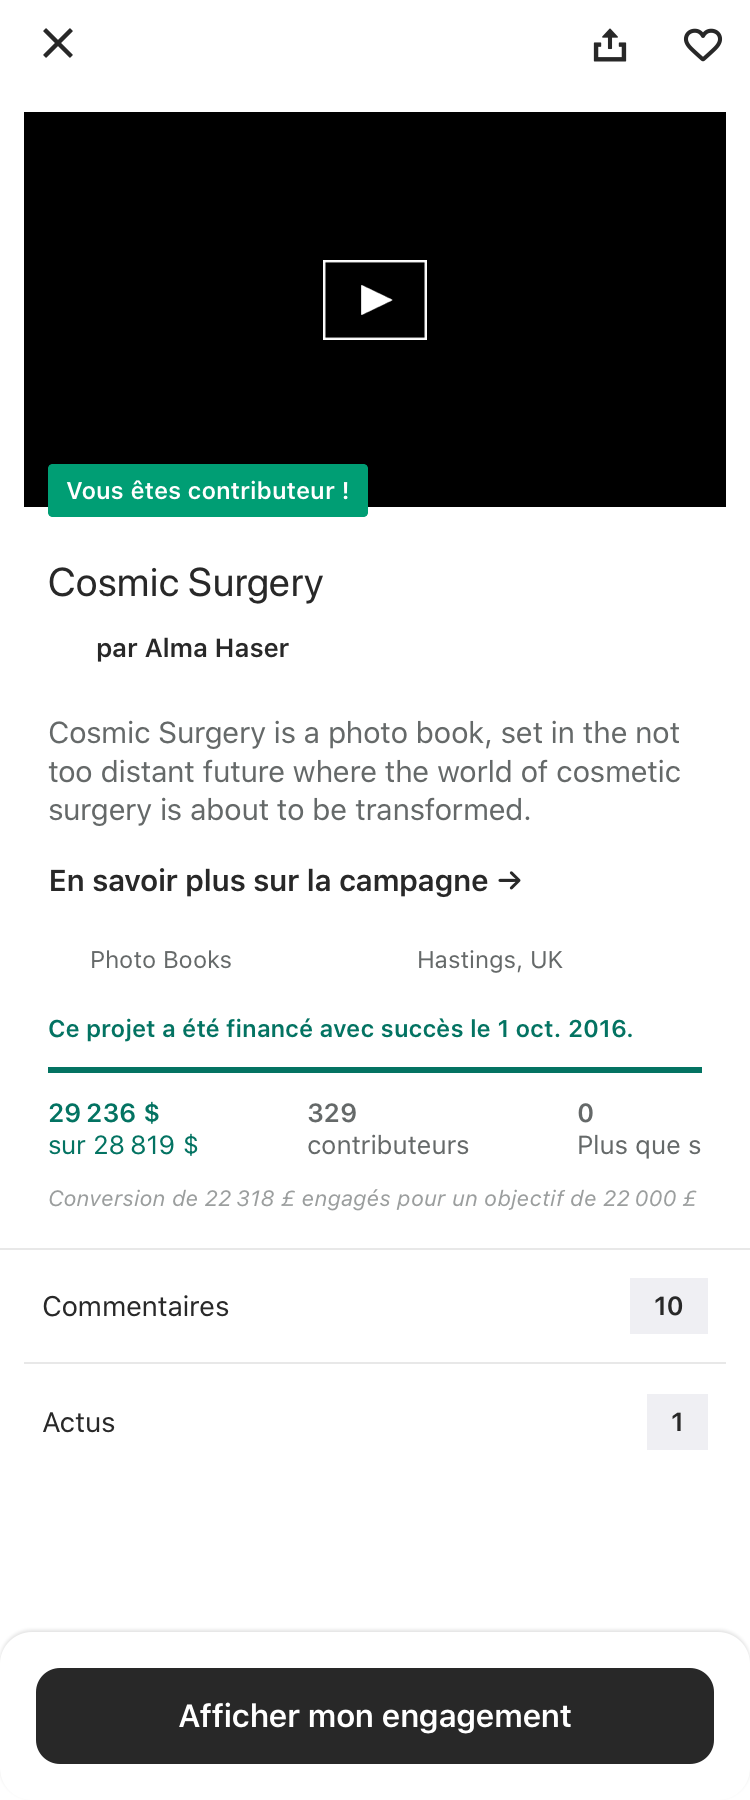 Vous êtes contributeur !
Cosmic Surgery
par Alma Haser
Cosmic Surgery is a photo book, set in the not
too distant future where the world of cosmetic
surgery is about to be transformed.
En savoir plus sur la campagne →
Photo Books Hastings, UK
Ce projet a été financé avec succès le 1 oct. 2016.
29 236 $ 329 0
sur 28 819 $ contributeurs Plus que s
Conversion de 22 318 £ engagés pour un objectif de 22 000 £
Commentaires 10
Actus 1
Afficher mon engagement